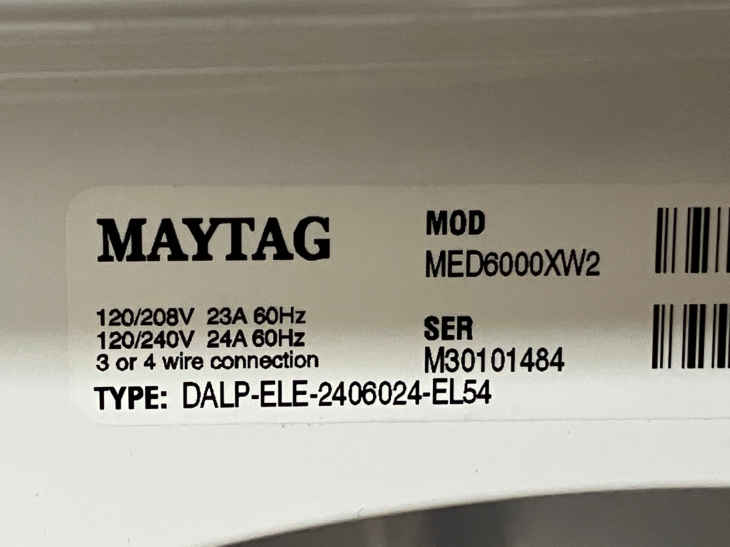 MAYTAG
120/208V 23A 60Hz
120/240V 24A 60Hz
3 or 4 wire connection
TYPE: DALP-ELE-2406024-EL54
MOD
MED6000XW2
SER
M30101484